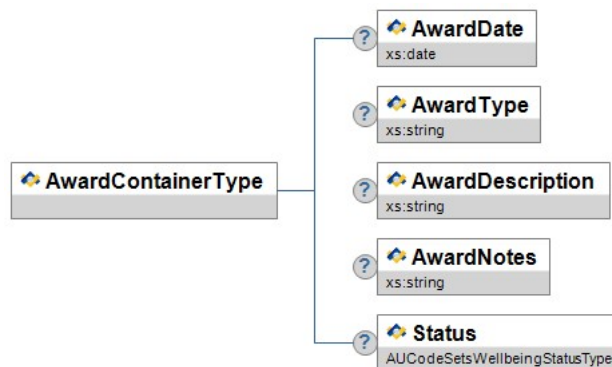 ?
AwardDate
xs:date
?
AwardType
xs:string
AwardContainerType
?
AwardDescription
xs:string
?
AwardNotes
xs:string
?
Status
AUCodeSetsWellbeingStatusType